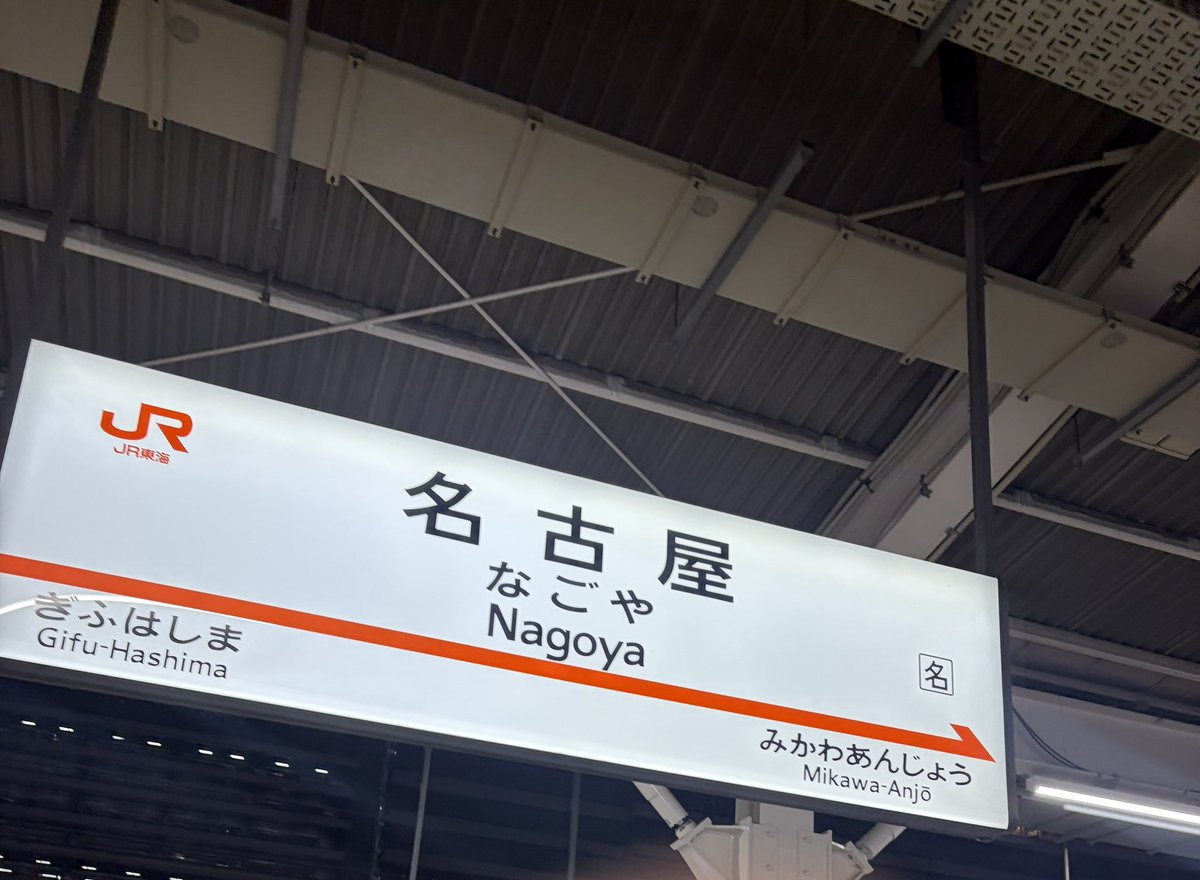 JR
JR東海
名古屋
なごや
Nagoya
名
ぎふはしま
Gifu-Hashima
みかわあんじょう
Mikawa-Anjō